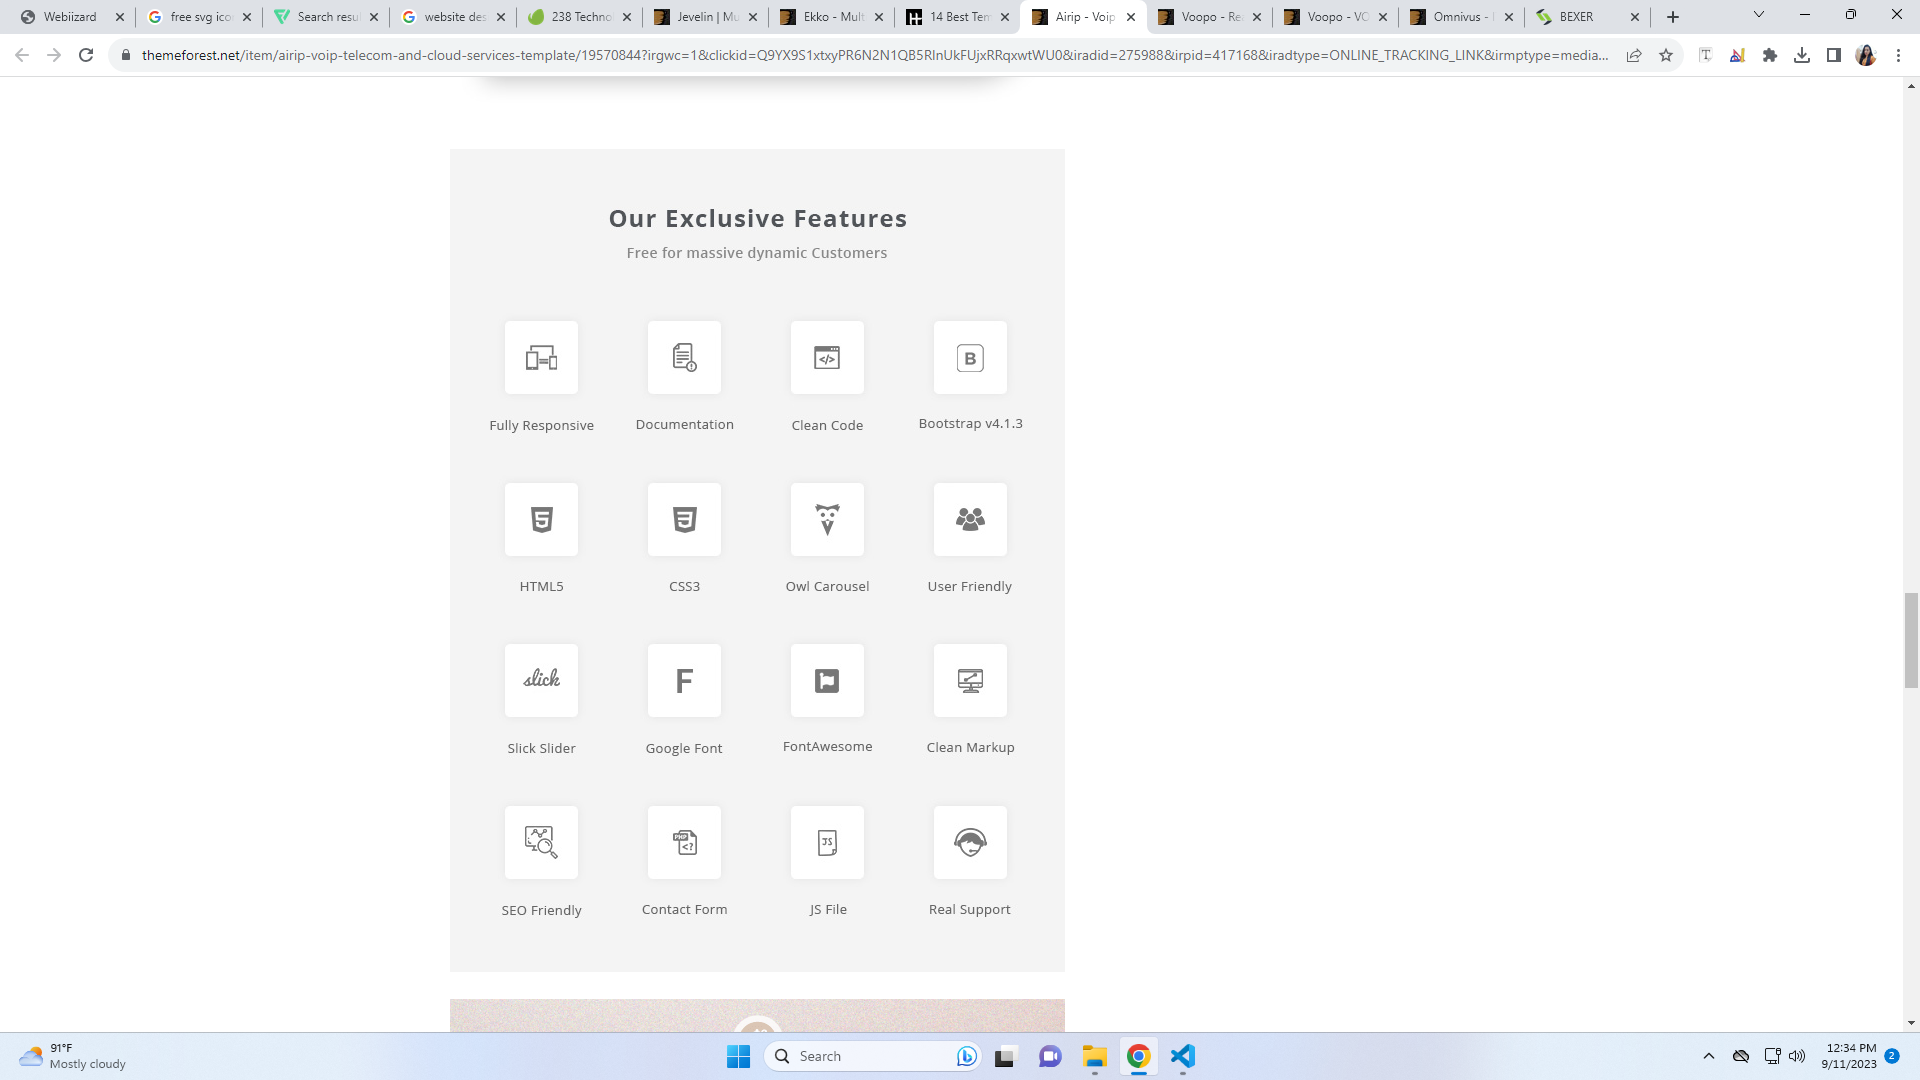 Webiizard
free svg ico
Search resu
website des
238 Techno
Jevelin | Mu
Ekko - Mult
14 Best Tem
Airip - Voip
Voopo - Re
Voopo - VO
Omnivus -
BEXER
themeforest.net/item/airip-voip-telecom-and-cloud-services-template/19570844?irgwc=1&clickid=Q9YX9S1xtxyPR6N2N1QB5RInUkFUjxRRqxwtWU0&iradid=275988&irpid=417168&iradtype=ONLINE_TRACKING_LINK&irmptype=media...
Our Exclusive Features
Free for massive dynamic Customers
</>
B
Fully Responsive
Documentation
Clean Code
Bootstrap v4.1.3
HTML5
CSS3
Owl Carousel
User Friendly
slick
F
Slick Slider
Google Font
FontAwesome
Clean Markup
PHP
<?
JS
SEO Friendly
Contact Form
JS File
Real Support
91°F
Mostly cloudy
Search
12:34 PM
9/11/2023
2